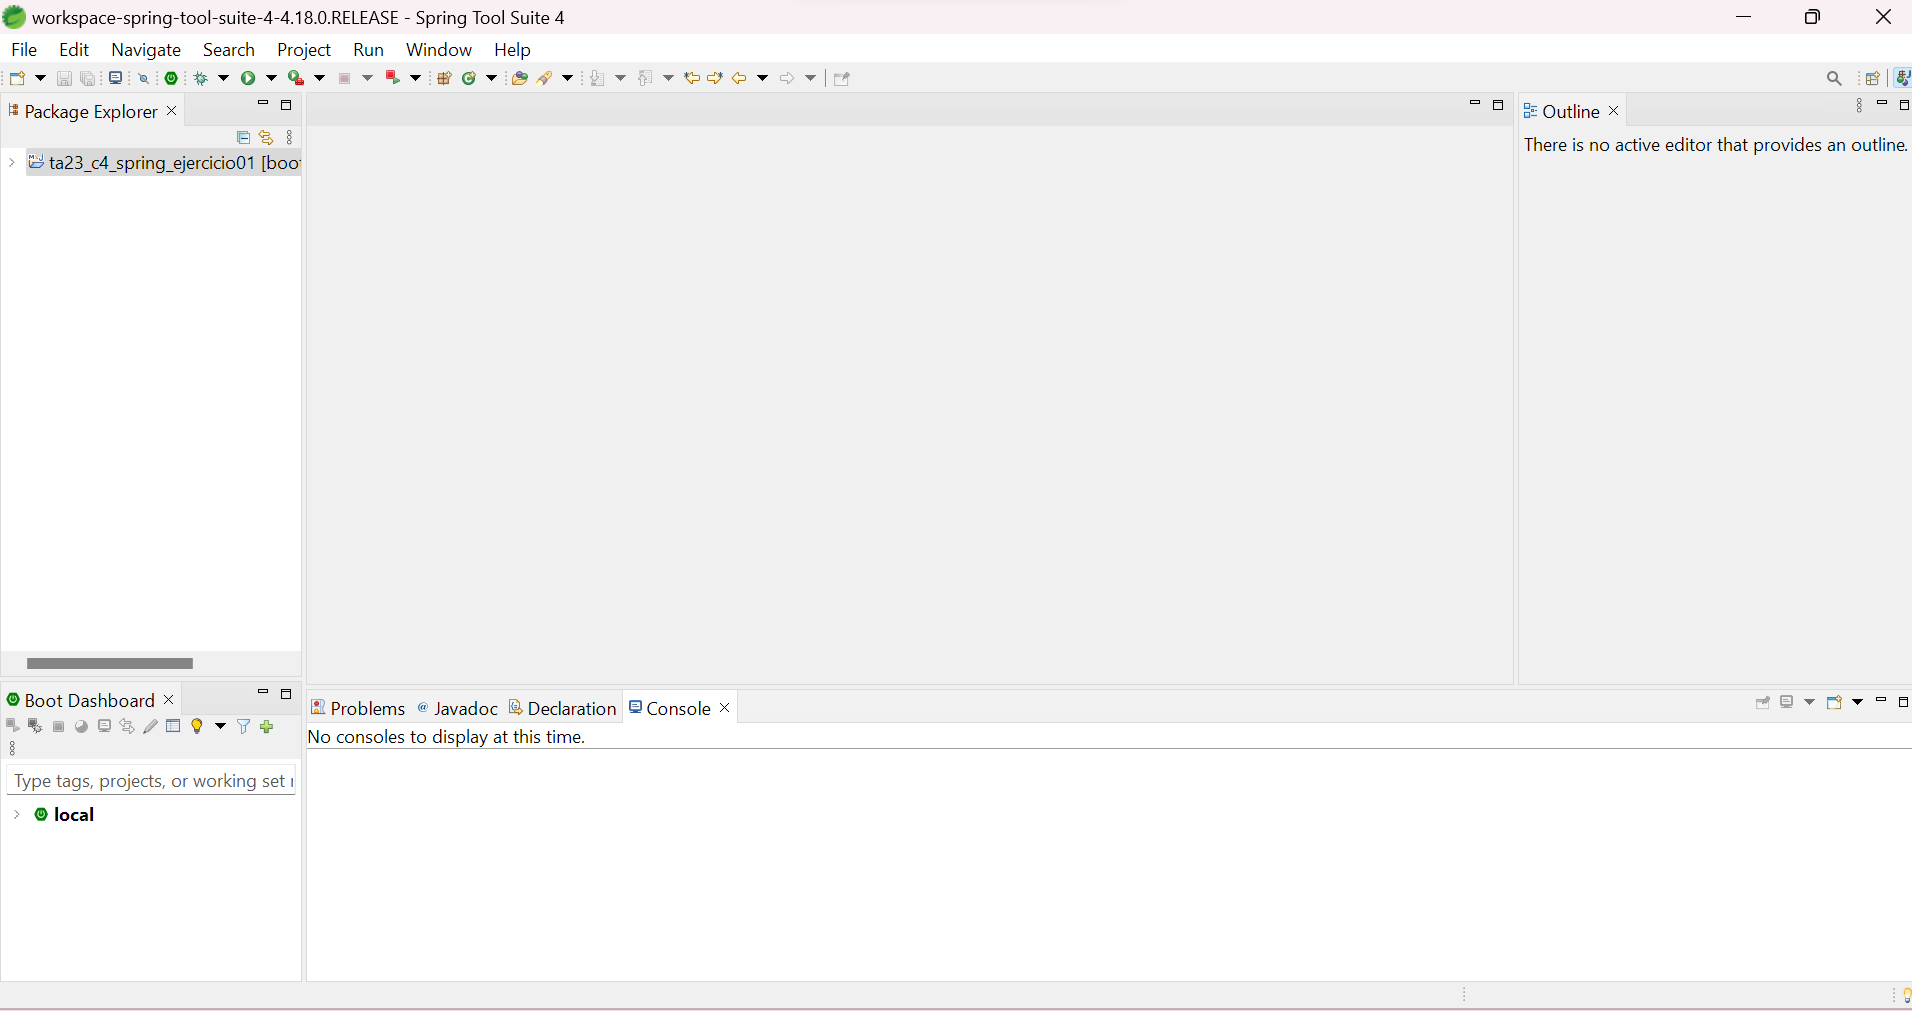 workspace-spring-tool-suite-4-4.18.0.RELEASE - Spring Tool Suite 4
File Edit Navigate Search Project Run Window Help
Package Explorer
ta23_c4_spring_ejercicio01 [boo
Outline
There is no active editor that provides an outline.
Boot Dashboard
Type tags, projects, or working set
local
Problems Javadoc Declaration Console
No consoles to display at this time.